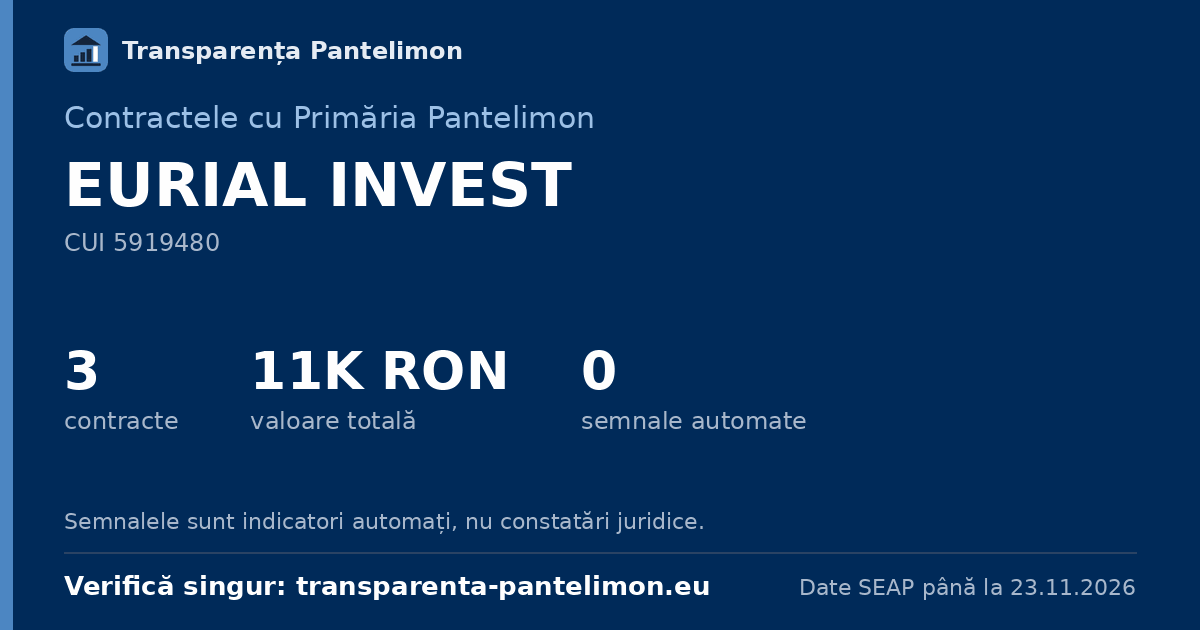 Transparența Pantelimon
Contractele cu Primăria Pantelimon
EURIAL INVEST
CUI 5919480
3 11K RON 0
contracte valoare totală semnale automate
Semnalele sunt indicatori automați, nu constatări juridice.
Verifică singur: transparenta-pantelimon.eu Date SEAP până la 23.11.2026